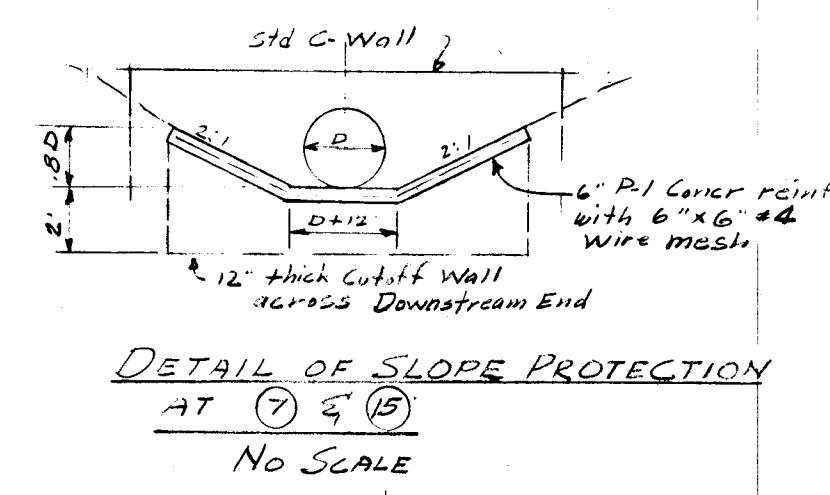 std C-Wall
.8D
2'
2:1
D
2:1
D+12"
6" P-1 Concr reinf
with 6"x6" #4
Wire mesh
12" thick Cutoff Wall
across Downstream End
DETAIL OF SLOPE PROTECTION
AT 7 & 15
NO SCALE